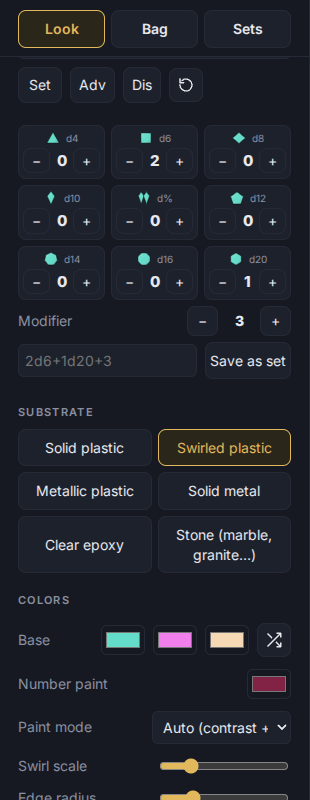 Look Bag Sets
Set Adv Dis
d4 d6 d8
− 0 + − 2 + − 0 +
d10 d% d12
− 0 + − 0 + − 0 +
d14 d16 d20
− 0 + − 0 + − 1 +
Modifier − 3 +
2d6+1d20+3 Save as set
SUBSTRATE
Solid plastic Swirled plastic
Metallic plastic Solid metal
Clear epoxy Stone (marble,
granite...)
COLORS
Base
Number paint
Paint mode Auto (contrast +
Swirl scale
Edge radius